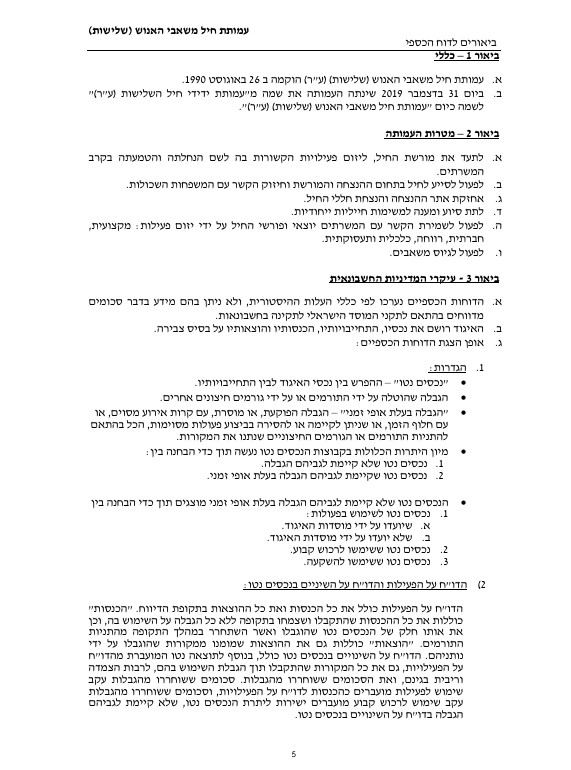 עמותת חיל משאבי האנוש (שלישות)
ביאורים לדוח הכספי
ביאור 1 – כללי
א. עמותת חיל משאבי האנוש (שלישות) (ע״ר) הוקמה ב 26 באוגוסט 1990.
ב. ביום 31 בדצמבר 2019 שינתה העמותה את שמה מ״עמותת ידידי חיל השלישות (ע״ר)״
לשמה כיום ״עמותת חיל משאבי האנוש (שלישות) (ע״ר)״.
ביאור 2 – מטרות העמותה
א. לתעד את מורשת החיל, ליזום פעילויות הקשורות בה לשם הנחלתה והטמעתה בקרב
המשרתים.
ב. לפעול לסייע לחיל בתחום ההנצחה והמורשת וחיזוק הקשר עם המשפחות השכולות.
ג. אחזקת אתר ההנצחה והנצחת חללי החיל.
ד. לתת סיוע ומענה למשימות חייליות ייחודיות.
ה. לפעול לשמירת הקשר עם המשרתים יוצאי ופורשי החיל על ידי יזום פעילות: מקצועית,
חברתית, רווחה, כלכלית ותעסוקתית.
ו. לפעול לגיוס משאבים.
ביאור 3 - עיקרי המדיניות החשבונאית
א. הדוחות הכספיים נערכו לפי כללי העלות ההיסטורית, ולא ניתן בהם מידע בדבר סכומים
מדווחים בהתאם לתקני המוסד הישראלי לתקינה בחשבונאות.
ב. האיגוד רושם את נכסיו, התחייבויותיו, הכנסותיו והוצאותיו על בסיס צבירה.
ג. אופן הצגת הדוחות הכספיים:
1. הגדרות:
• ״נכסים נטו״ – ההפרש בין נכסי האיגוד לבין התחייבויותיו.
• הגבלה שהוטלה על ידי התורמים או על ידי גורמים חיצונים אחרים.
• ״הגבלה בעלת אופי זמני״ – הגבלה הפוקעת, או מוסרת, עם קרות אירוע מסוים, או
עם חלוף הזמן, או שניתן לקיימה או להסירה בביצוע פעולות מסוימות, הכל בהתאם
להתניות התורמים או הגורמים החיצוניים שנתנו את המקורות.
• מיון היתרות הכלולות בקבוצות הנכסים נטו נעשה תוך כדי הבחנה בין:
1. נכסים נטו שלא קיימת לגביהם הגבלה.
2. נכסים נטו שקיימת לגביהם הגבלה בעלת אופי זמני.
• הנכסים נטו שלא קיימת לגביהם הגבלה בעלת אופי זמני מוצגים תוך כדי הבחנה בין
1. נכסים נטו לשימוש בפעולות:
א. שיועדו על ידי מוסדות האיגוד.
ב. שלא יועדו על ידי מוסדות האיגוד.
2. נכסים נטו ששימשו לרכוש קבוע.
3. נכסים נטו ששימשו להשקעה.
2) הדו״ח על הפעילות והדו״ח על השינויים בנכסים נטו:
הדו״ח על הפעילות כולל את כל הכנסות ואת כל ההוצאות בתקופת הדיווח. ״הכנסות״
כוללות את כל ההכנסות שהתקבלו ושצמחו בתקופה ללא כל הגבלה על השימוש בה, וכן
את אותו חלק של הנכסים נטו שהוגבלו ואשר השתחרר במהלך התקופה מהתניות
התורמים. ״הוצאות״ כוללות גם את ההוצאות שמומנו ממקורות שהוגבלו על ידי
נותניהם. הדו״ח על השינויים בנכסים נטו כולל, בנוסף לתוצאה נטו המועברת מהדו״ח
על הפעילויות, גם את כל המקורות שהתקבלו תוך הגבלת השימוש בהם, לרבות הצמדה
וריבית בגינם, ואת הסכומים ששוחררו מהגבלות. סכומים ששוחררו מהגבלות עקב
שימוש לפעילות מועברים כהכנסות לדו״ח על הפעילויות, וסכומים ששוחררו מהגבלות
עקב שימוש לרכוש קבוע מועברים ישירות ליתרת הנכסים נטו, שלא קיימת לגביהם
הגבלה בדו״ח על השינויים בנכסים נטו.
5